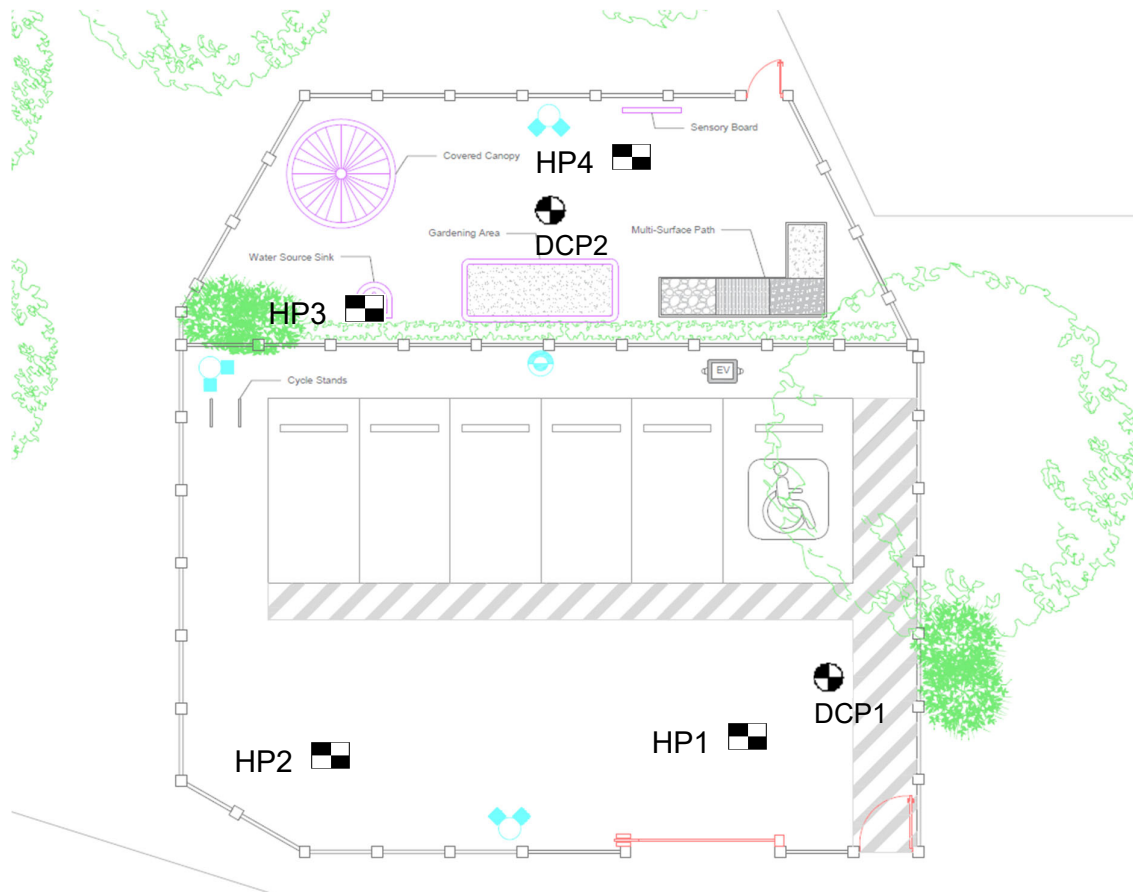 Sensory Board
HP4
Covered Canopy
DCP2
Gardening Area
Multi-Surface Path
Water Source Sink
HP3
EV
Cycle Stands
DCP1
HP1
HP2